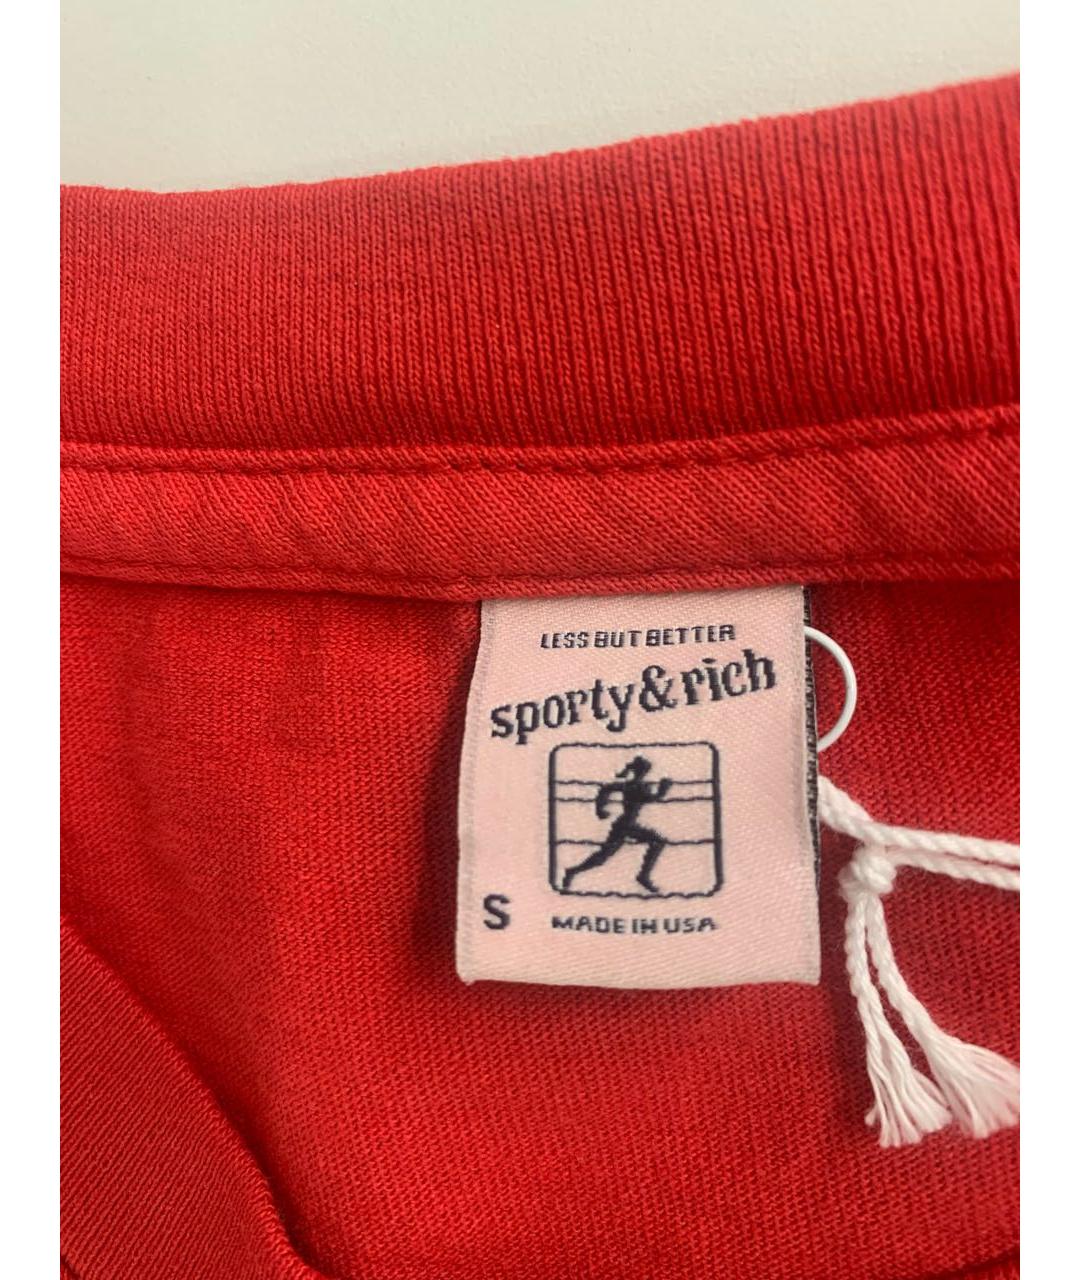 LESS BUT BETTER
sporty & rich
S
MADE IN USA